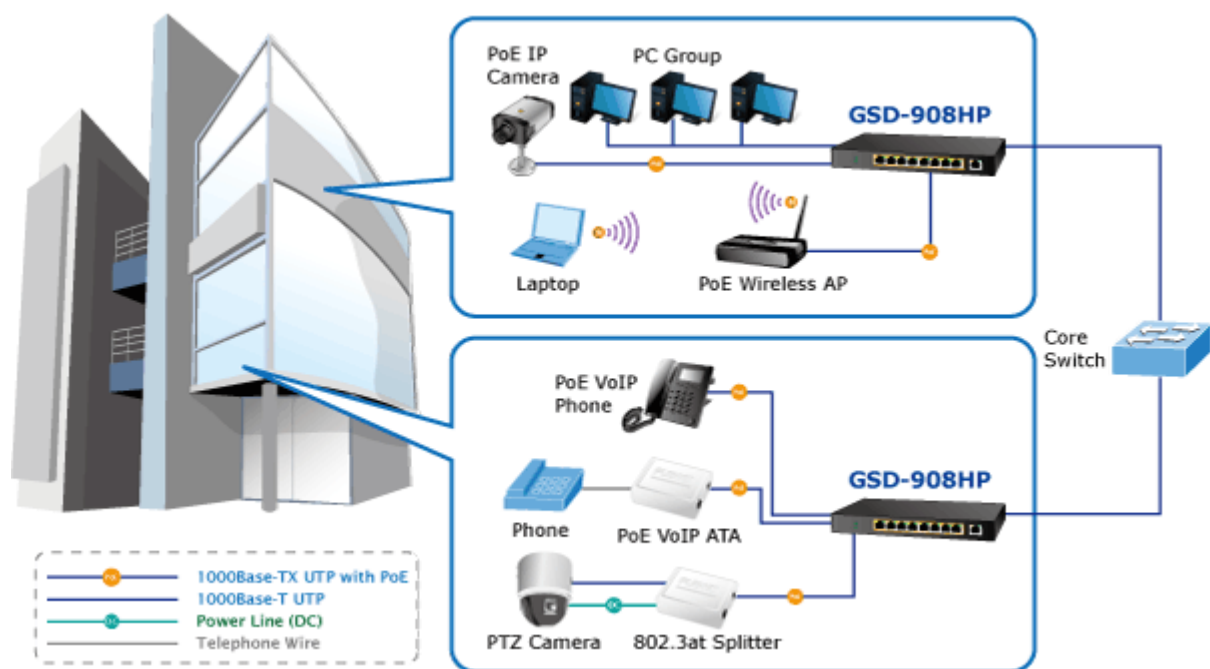 PoE IP
Camera
PC Group
GSD-908HP
Laptop
PoE Wireless AP
Core
Switch
PoE VoIP
Phone
GSD-908HP
Phone
PoE VoIP ATA
PTZ Camera
802.3at Splitter
PoE 1000Base-TX UTP with PoE
1000Base-T UTP
DC Power Line (DC)
Telephone Wire